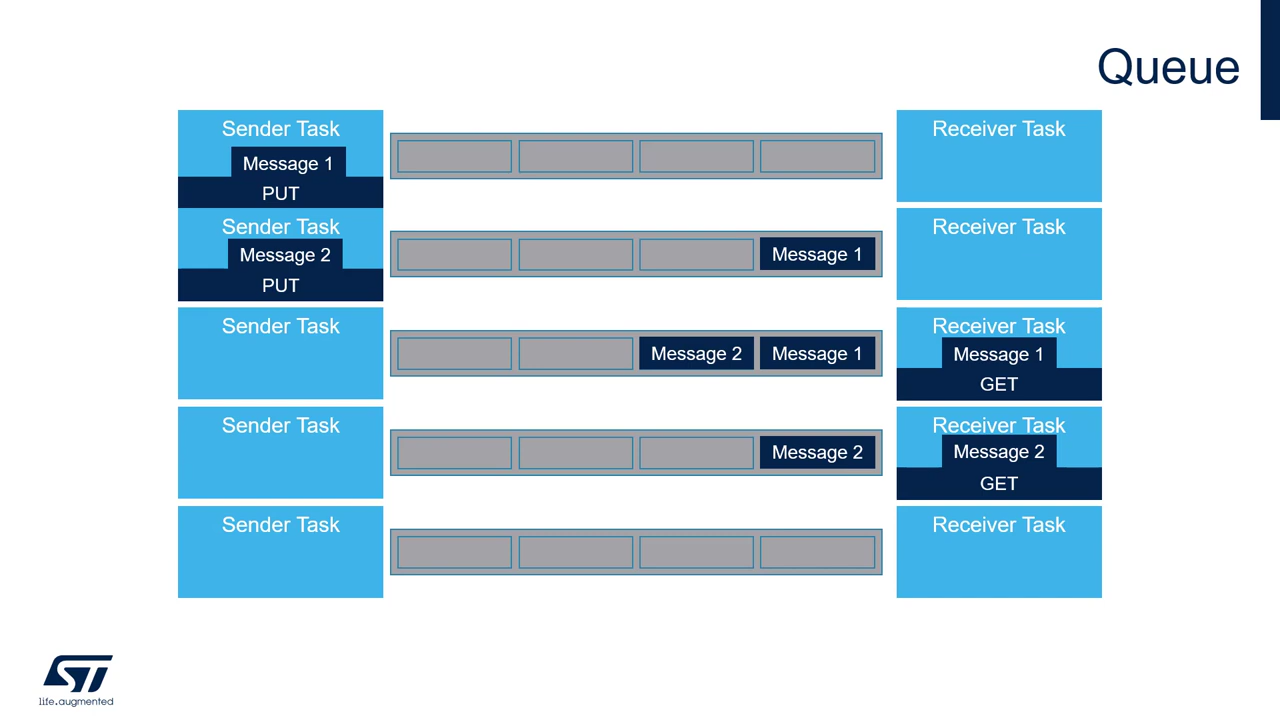 Queue
Sender Task
Receiver Task
Message 1
PUT
Sender Task
Receiver Task
Message 2
Message 1
PUT
Sender Task
Receiver Task
Message 2
Message 1
Message 1
GET
Sender Task
Receiver Task
Message 2
Message 2
GET
Sender Task
Receiver Task
ST
life.augmented